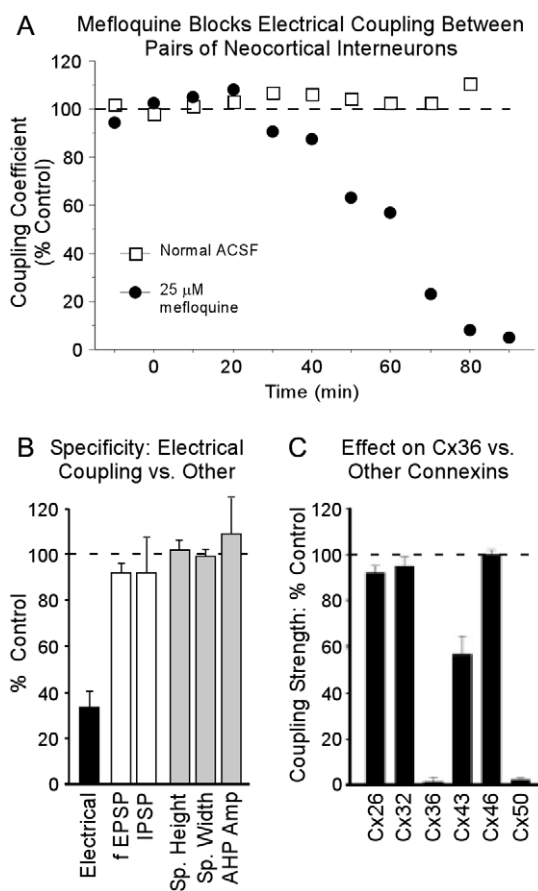 A
Mefloquine Blocks Electrical Coupling Between
Pairs of Neocortical Interneurons
Coupling Coefficient
(% Control)
120
100
80
60
40
20
0
Normal ACSF
25 μM
mefloquine
0
20
40
60
80
Time (min)
B
Specificity: Electrical
Coupling vs. Other
% Control
120
100
80
60
40
20
0
Electrical
f EPSP
IPSP
Sp. Height
Sp. Width
AHP Amp
C
Effect on Cx36 vs.
Other Connexins
Coupling Strength: % Control
120
100
80
60
40
20
0
Cx26
Cx32
Cx36
Cx43
Cx46
Cx50